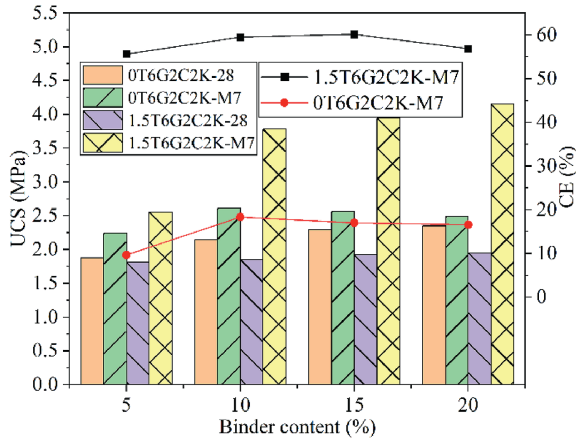 5.5
5.0
4.5
4.0
3.5
3.0
2.5
2.0
1.5
1.0
0.5
0.0
UCS (MPa)
0T6G2C2K-28
0T6G2C2K-M7
1.5T6G2C2K-28
1.5T6G2C2K-M7
1.5T6G2C2K-M7
0T6G2C2K-M7
60
50
40
30
20
10
0
CE (%)
5 10 15 20
Binder content (%)